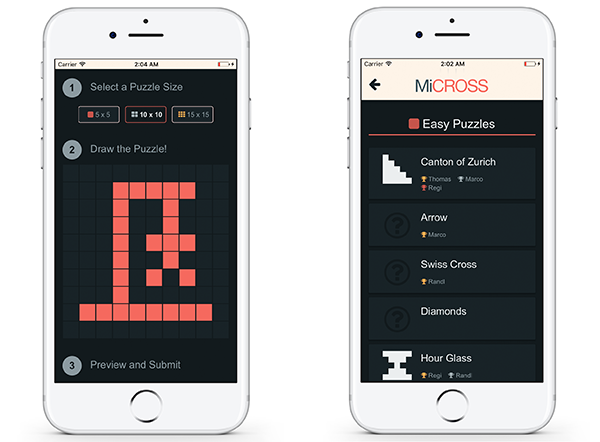 Carrier 2:04 AM
1 Select a Puzzle Size
5 x 5 10 x 10 15 x 15
2 Draw the Puzzle!
3 Preview and Submit
Carrier 2:02 AM
MiCROSS
Easy Puzzles
Canton of Zurich
Thomas Marco
Regi
Arrow
Marco
Swiss Cross
Randl
Diamonds
Hour Glass
Regi Randl